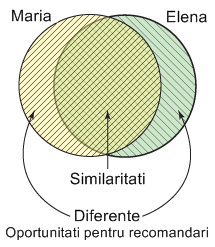 Maria Elena
Similaritati
Diferente
Oportunitati pentru recomandari